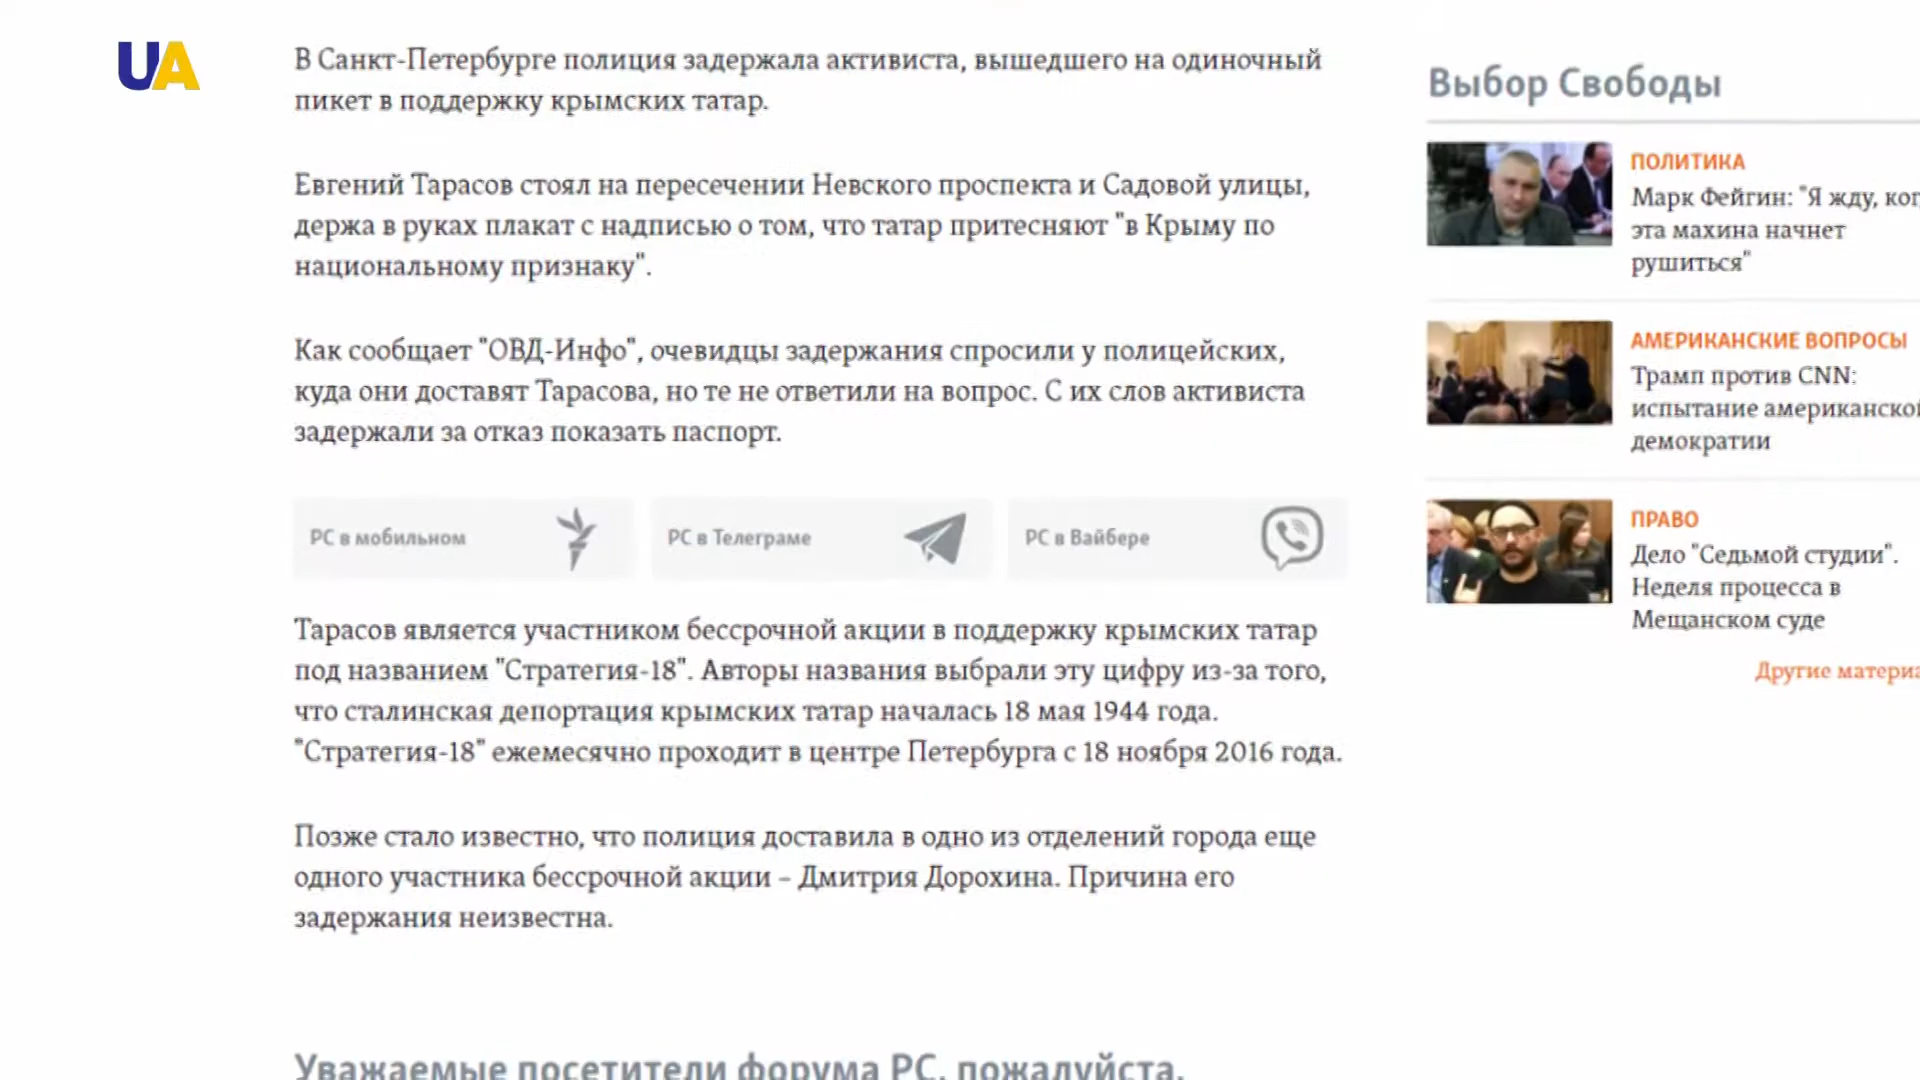 UA
В Санкт-Петербурге полиция задержала активиста, вышедшего на одиночный
пикет в поддержку крымских татар.
Евгений Тарасов стоял на пересечении Невского проспекта и Садовой улицы,
держа в руках плакат с надписью о том, что татар притесняют "в Крыму по
национальному признаку".
Как сообщает "ОВД-Инфо", очевидцы задержания спросили у полицейских,
куда они доставят Тарасова, но те не ответили на вопрос. С их слов активиста
задержали за отказ показать паспорт.
РС в мобильном
РС в Телеграме
РС в Вайбере
Тарасов является участником бессрочной акции в поддержку крымских татар
под названием "Стратегия-18". Авторы названия выбрали эту цифру из-за того,
что сталинская депортация крымских татар началась 18 мая 1944 года.
"Стратегия-18" ежемесячно проходит в центре Петербурга с 18 ноября 2016 года.
Позже стало известно, что полиция доставила в одно из отделений города еще
одного участника бессрочной акции – Дмитрия Дорохина. Причина его
задержания неизвестна.
Уважаемые посетители форума РС, пожалуйста,
Выбор Свободы
ПОЛИТИКА
Марк Фейгин: "Я жду,
эта махина начнет
рушиться"
АМЕРИКАНСКИЕ ВОПРОСЫ
Трамп против CNN:
испытание американской
демократии
ПРАВО
Дело "Седьмой студии".
Неделя процесса в
Мещанском суде
Другие